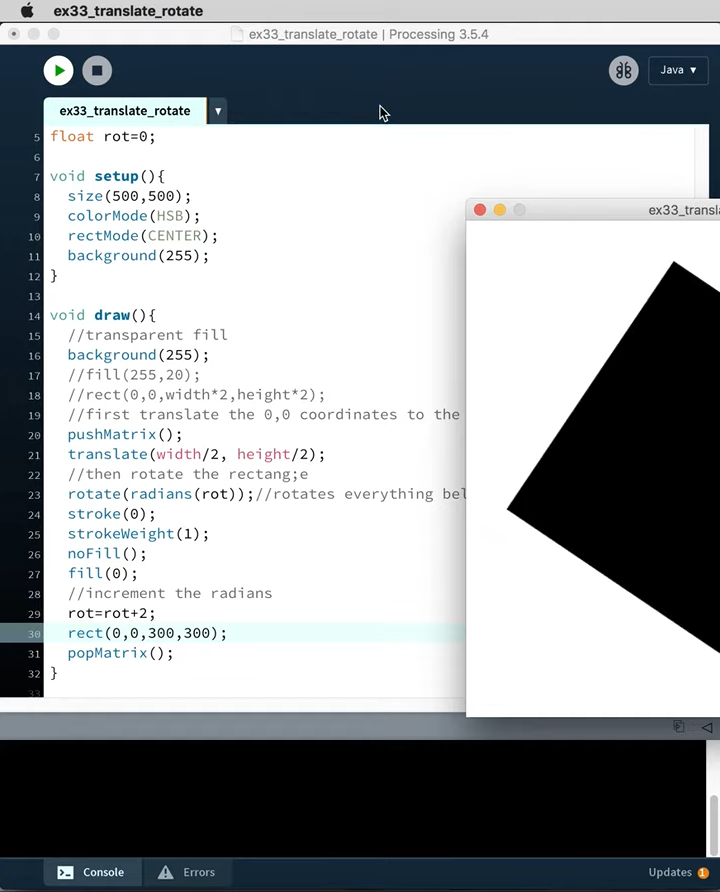 ex33_translate_rotate
ex33_translate_rotate | Processing 3.5.4
Java ▼
ex33_translate_rotate ▼
5 float rot=0;
6
7 void setup(){
8 size(500,500);
9 colorMode(HSB);
10 rectMode(CENTER);
11 background(255);
12 }
13
14 void draw(){
15 //transparent fill
16 background(255);
17 //fill(255,20);
18 //rect(0,0,width*2,height*2);
19 //first translate the 0,0 coordinates to the
20 pushMatrix();
21 translate(width/2, height/2);
22 //then rotate the rectang;e
23 rotate(radians(rot));//rotates everything bel
24 stroke(0);
25 strokeWeight(1);
26 noFill();
27 fill(0);
28 //increment the radians
29 rot=rot+2;
30 rect(0,0,300,300);
31 popMatrix();
32 }
33
ex33_transla
Console
Errors
Updates 1